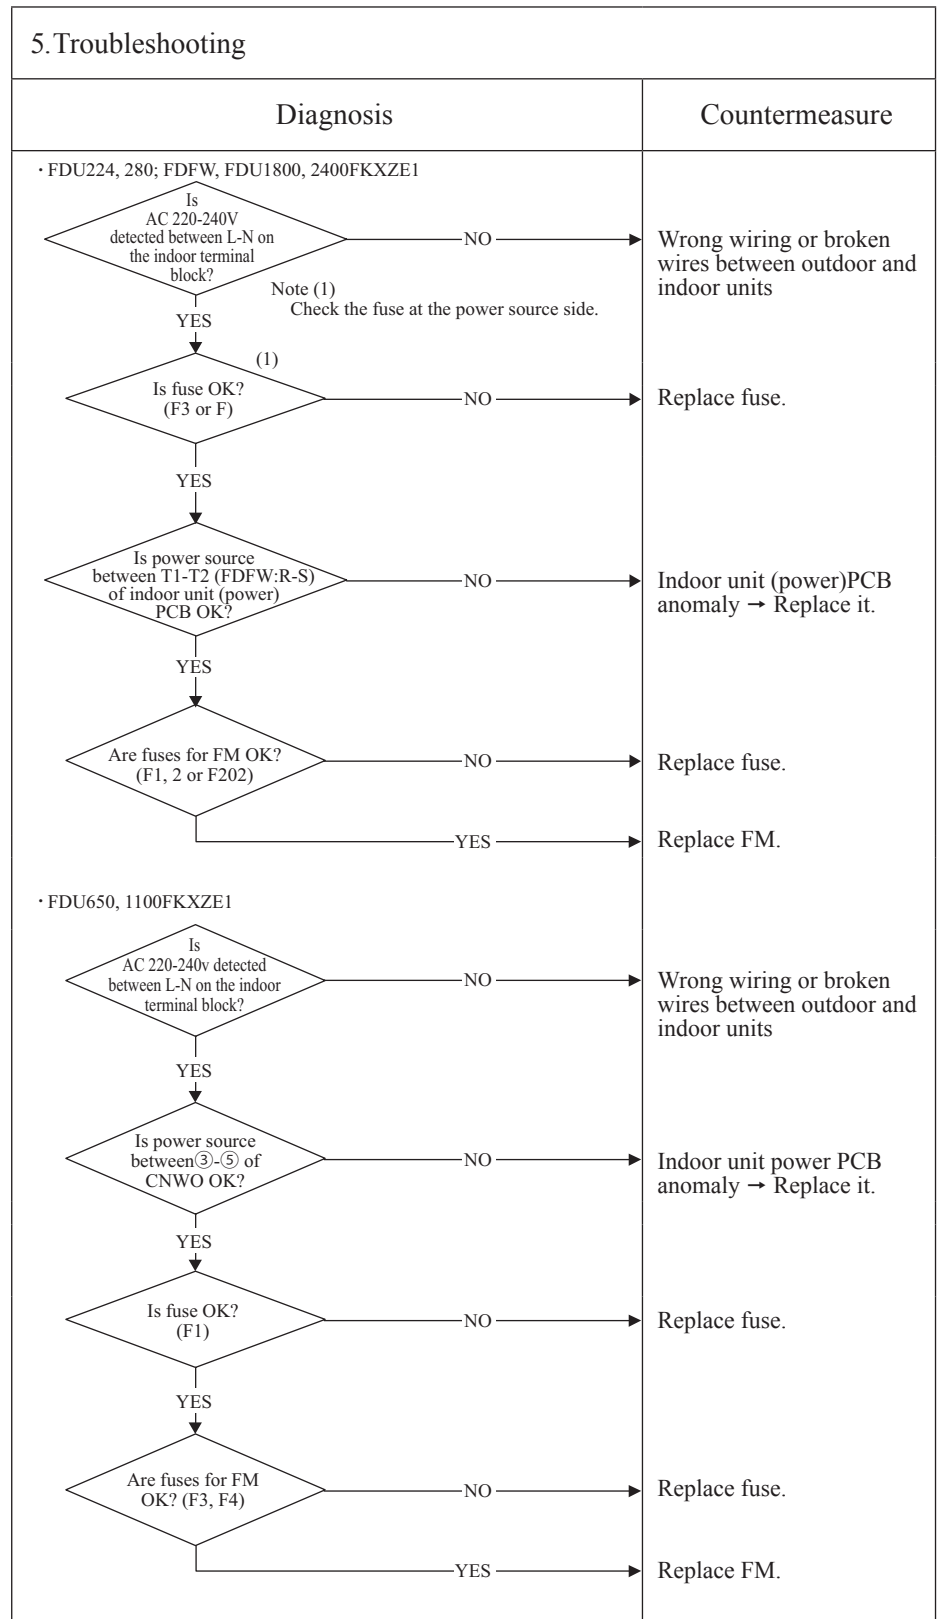 5.Troubleshooting
Diagnosis
Countermeasure
・FDU224, 280; FDFW, FDU1800, 2400FKXZE1
Is
AC 220-240V
detected between L-N on
the indoor terminal
block?
NO
Wrong wiring or broken
wires between outdoor and
indoor units
Note (1)
Check the fuse at the power source side.
YES
(1)
Is fuse OK?
(F3 or F)
NO
Replace fuse.
YES
Is power source
between T1-T2 (FDFW:R-S)
of indoor unit (power)
PCB OK?
NO
Indoor unit (power)PCB
anomaly → Replace it.
YES
Are fuses for FM OK?
(F1, 2 or F202)
NO
Replace fuse.
YES
Replace FM.
・FDU650, 1100FKXZE1
Is
AC 220-240v detected
between L-N on the indoor
terminal block?
NO
Wrong wiring or broken
wires between outdoor and
indoor units
YES
Is power source
between③-⑤ of
CNWO OK?
NO
Indoor unit power PCB
anomaly → Replace it.
YES
Is fuse OK?
(F1)
NO
Replace fuse.
YES
Are fuses for FM
OK? (F3, F4)
NO
Replace fuse.
YES
Replace FM.